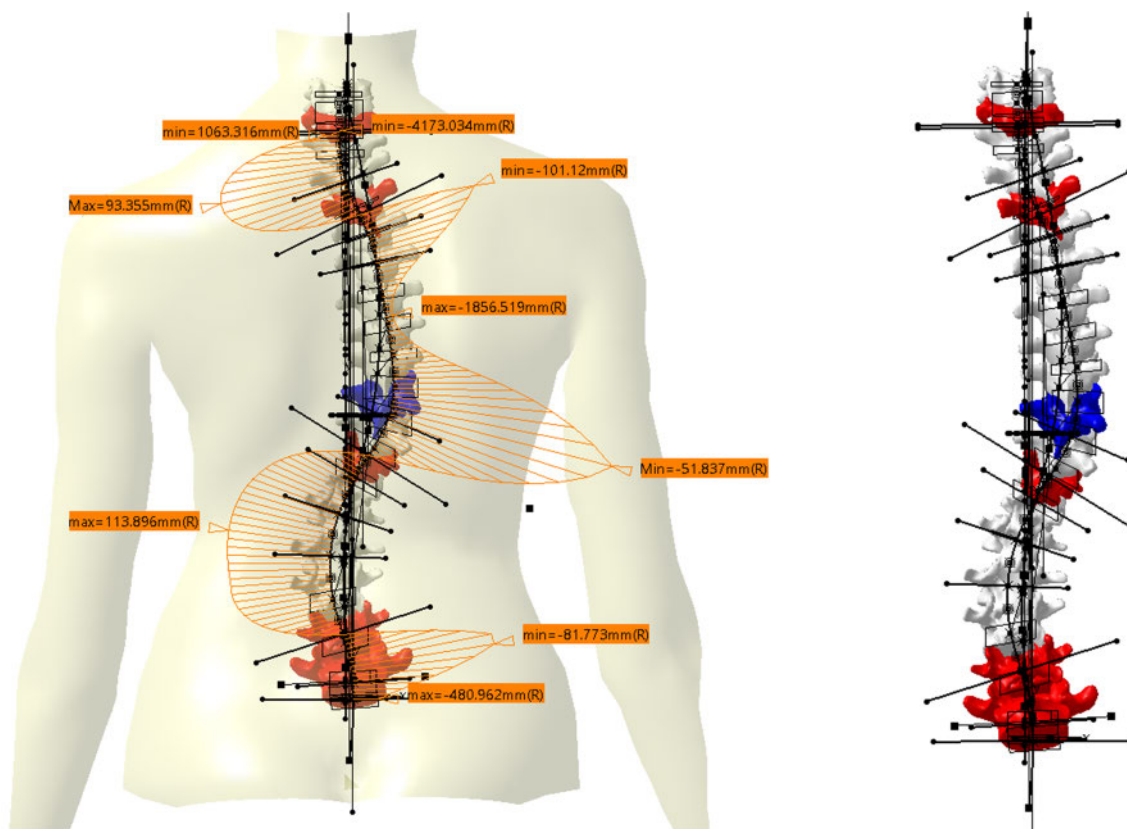 min=1063.316mm(R)
min=-4173.034mm(R)
min=-101.12mm(R)
Max=93.355mm(R)
max=-1856.519mm(R)
Min=-51.837mm(R)
max=113.896mm(R)
min=-81.773mm(R)
max=-480.962mm(R)